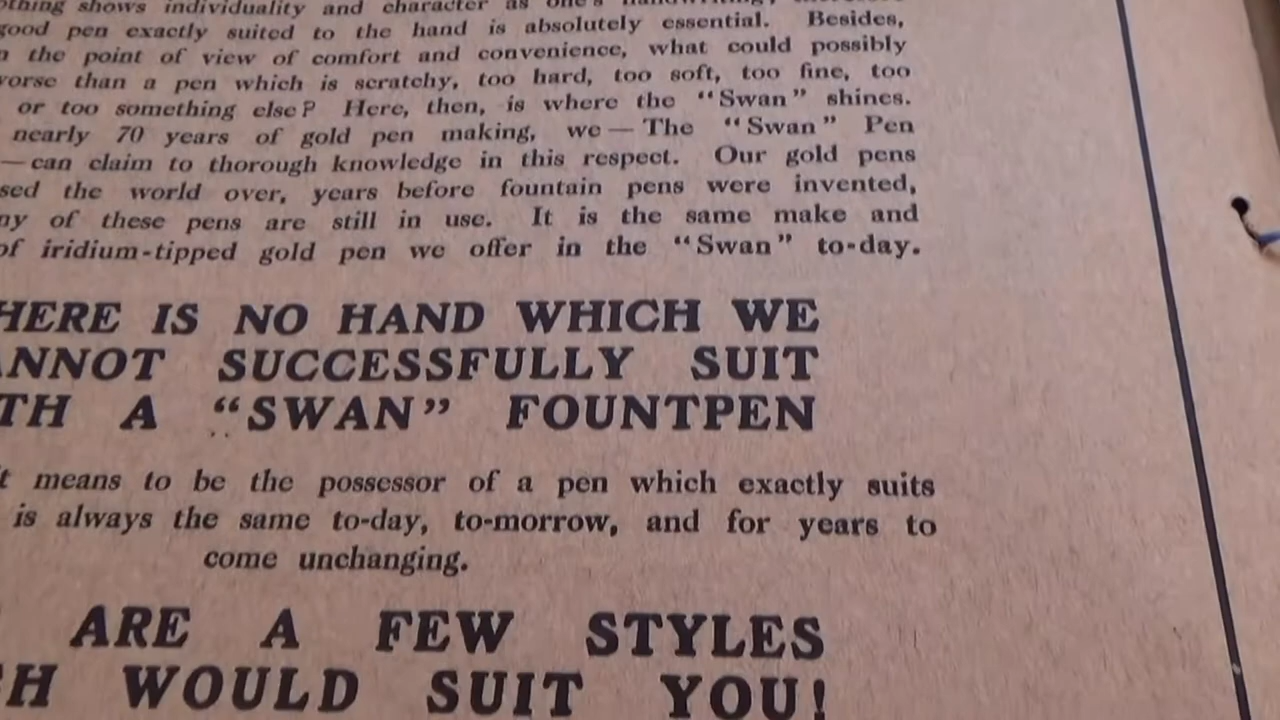 shows individuality and character as one's handwriting,
good pen exactly suited to the hand is absolutely essential. Besides,
the point of view of comfort and convenience, what could possibly
than a pen which is scratchy, too hard, too soft, too fine, too
or too something else? Here, then, is where the "Swan" shines.
nearly 70 years of gold pen making, we — The "Swan" Pen
— can claim to thorough knowledge in this respect. Our gold pens
the world over, years before fountain pens were invented,
of these pens are still in use. It is the same make and
of iridium-tipped gold pen we offer in the "Swan" to-day.
HERE IS NO HAND WHICH WE
ANNOT SUCCESSFULLY SUIT
TH A "SWAN" FOUNTPEN
t means to be the possessor of a pen which exactly suits
is always the same to-day, to-morrow, and for years to
come unchanging.
ARE A FEW STYLES
H WOULD SUIT YOU!